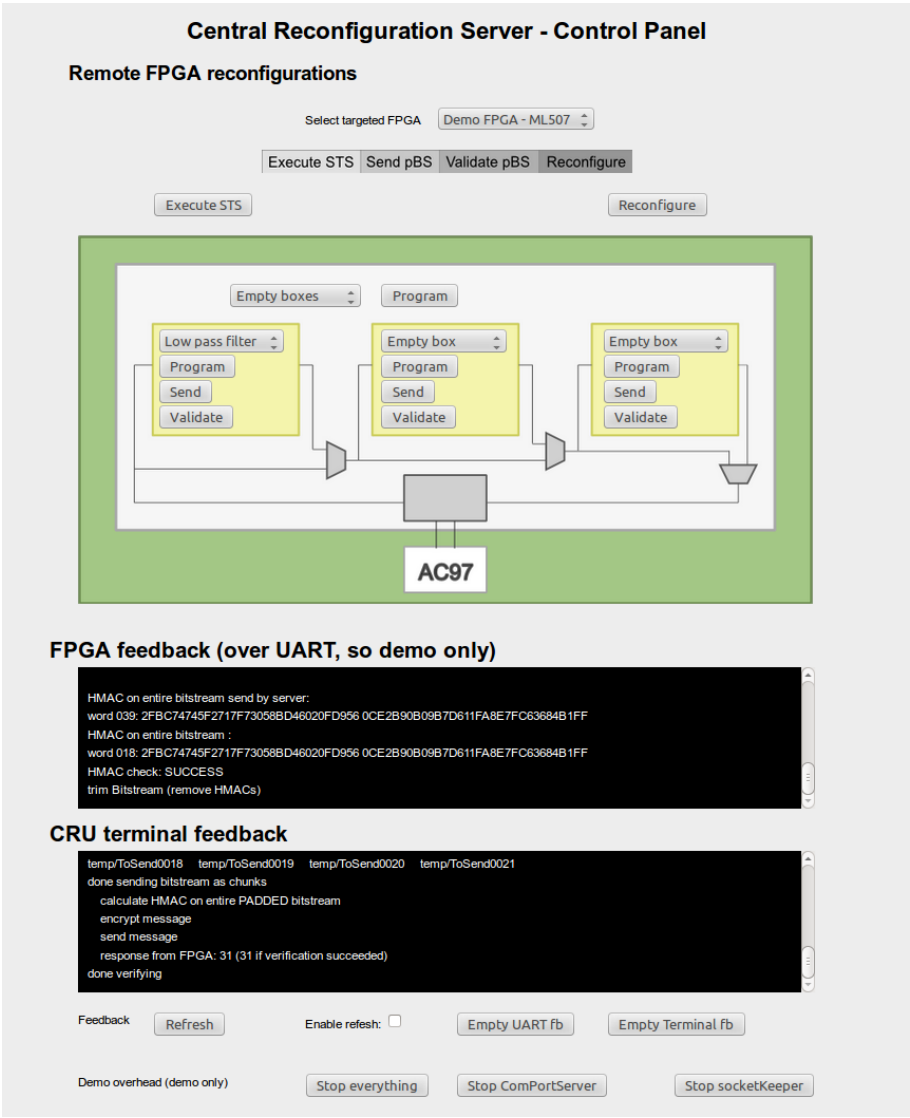 Central Reconfiguration Server - Control Panel
Remote FPGA reconfigurations
Select targeted FPGA Demo FPGA - ML507
Execute STS Send pBS Validate pBS Reconfigure
Execute STS Reconfigure
Empty boxes Program
Low pass filter Empty box Empty box
Program Program Program
Send Send Send
Validate Validate Validate
AC97
FPGA feedback (over UART, so demo only)
HMAC on entire bitstream send by server:
word 039: 2FBC74745F2717F73058BD46020FD956 0CE2B90B09B7D611FA8E7FC63684B1FF
HMAC on entire bitstream :
word 018: 2FBC74745F2717F73058BD46020FD956 0CE2B90B09B7D611FA8E7FC63684B1FF
HMAC check: SUCCESS
trim Bitstream (remove HMACs)
CRU terminal feedback
temp/ToSend0018 temp/ToSend0019 temp/ToSend0020 temp/ToSend0021
done sending bitstream as chunks
calculate HMAC on entire PADDED bitstream
encrypt message
send message
response from FPGA: 31 (31 if verification succeeded)
done verifying
Feedback Refresh Enable refesh: Empty UART fb Empty Terminal fb
Demo overhead (demo only) Stop everything Stop ComPortServer Stop socketKeeper